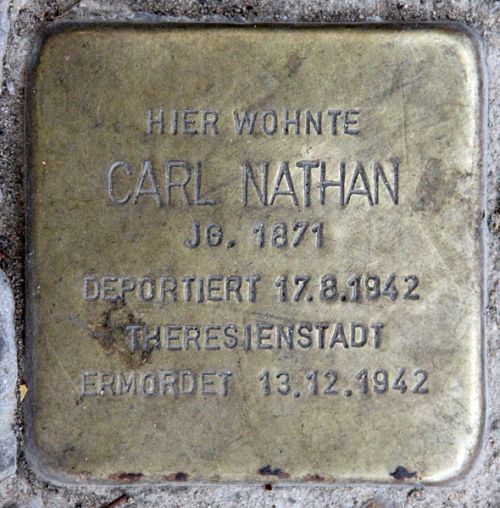 HIER WOHNTE
CARL NATHAN
JG. 1871
DEPORTIERT 17.8.1942
THERESIENSTADT
ERMORDET 13.12.1942